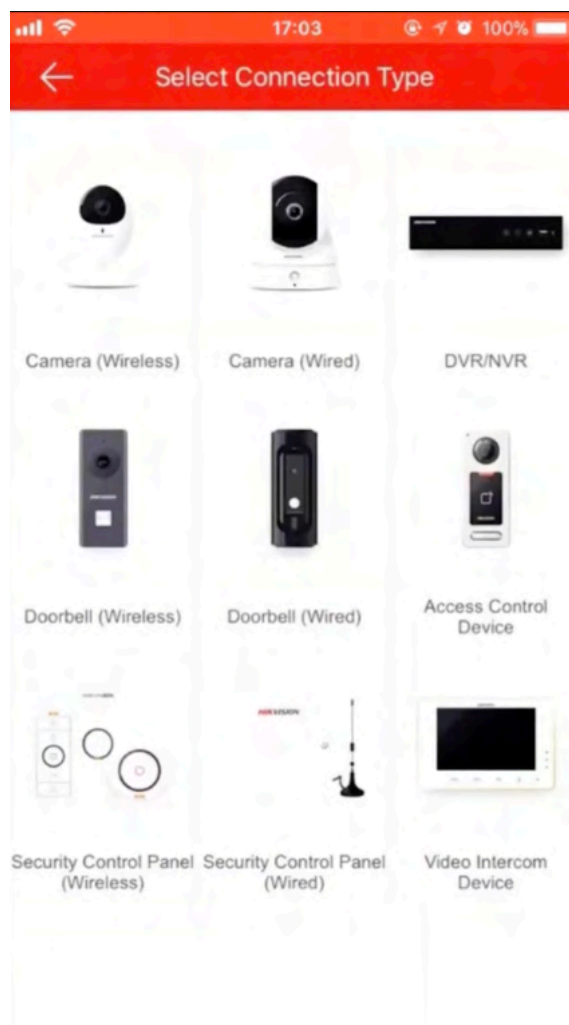 17:03
100%
Select Connection Type
Camera (Wireless)
Camera (Wired)
DVR/NVR
Doorbell (Wireless)
Doorbell (Wired)
Access Control
Device
HIKVISION
Security Control Panel
(Wireless)
Security Control Panel
(Wired)
Video Intercom
Device